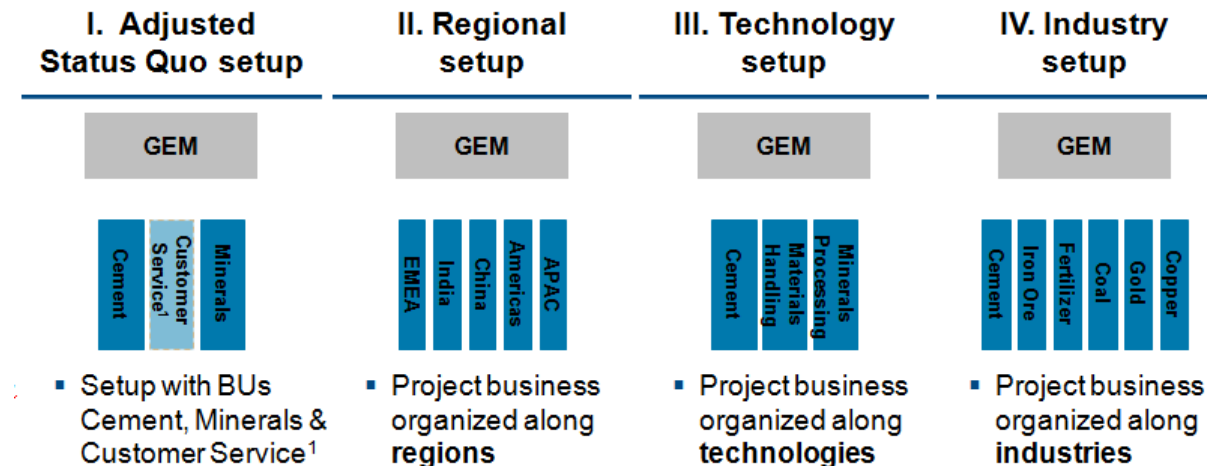 I. Adjusted
Status Quo setup
II. Regional
setup
III. Technology
setup
IV. Industry
setup
GEM
GEM
GEM
GEM
Cement
Customer
Service¹
Minerals
EMEA
India
China
Americas
APAC
Cement
Materials
Handling
Minerals
Processing
Cement
Iron Ore
Fertilizer
Coal
Gold
Copper
▪ Setup with BUs
Cement, Minerals &
Customer Service¹
▪ Project business
organized along
regions
▪ Project business
organized along
technologies
▪ Project business
organized along
industries